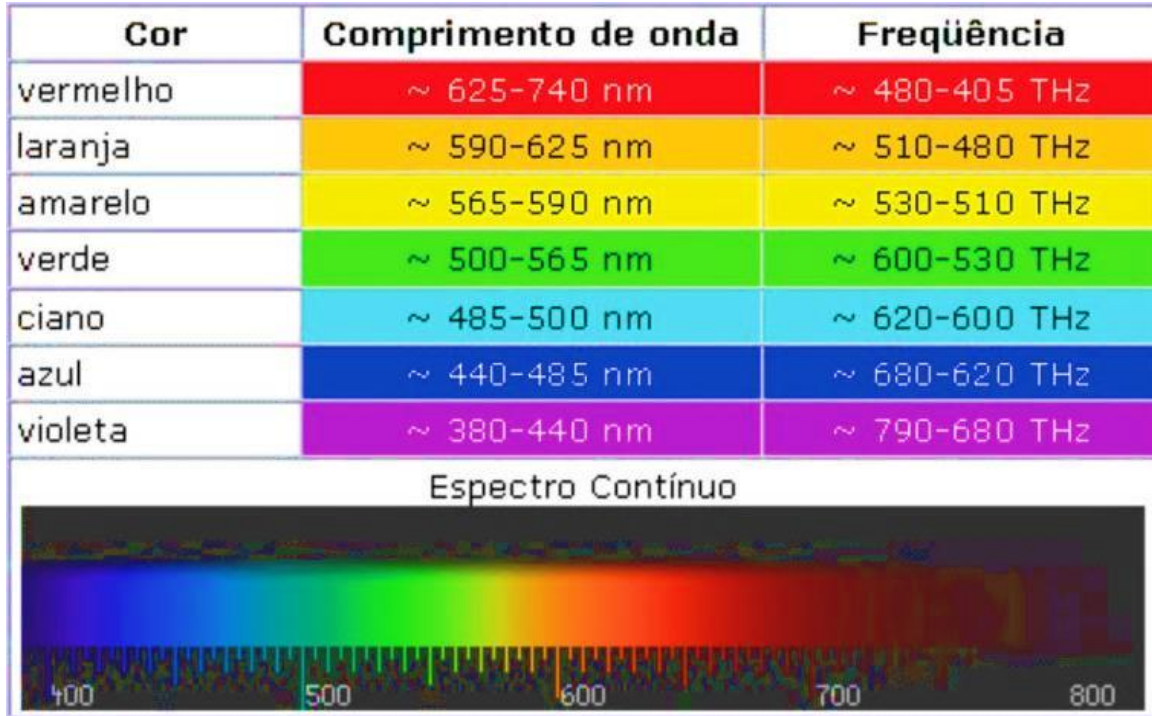 Cor Comprimento de onda Freqüência
vermelho ~ 625-740 nm ~ 480-405 THz
laranja ~ 590-625 nm ~ 510-480 THz
amarelo ~ 565-590 nm ~ 530-510 THz
verde ~ 500-565 nm ~ 600-530 THz
ciano ~ 485-500 nm ~ 620-600 THz
azul ~ 440-485 nm ~ 680-620 THz
violeta ~ 380-440 nm ~ 790-680 THz
Espectro Contínuo
400 500 600 700 800